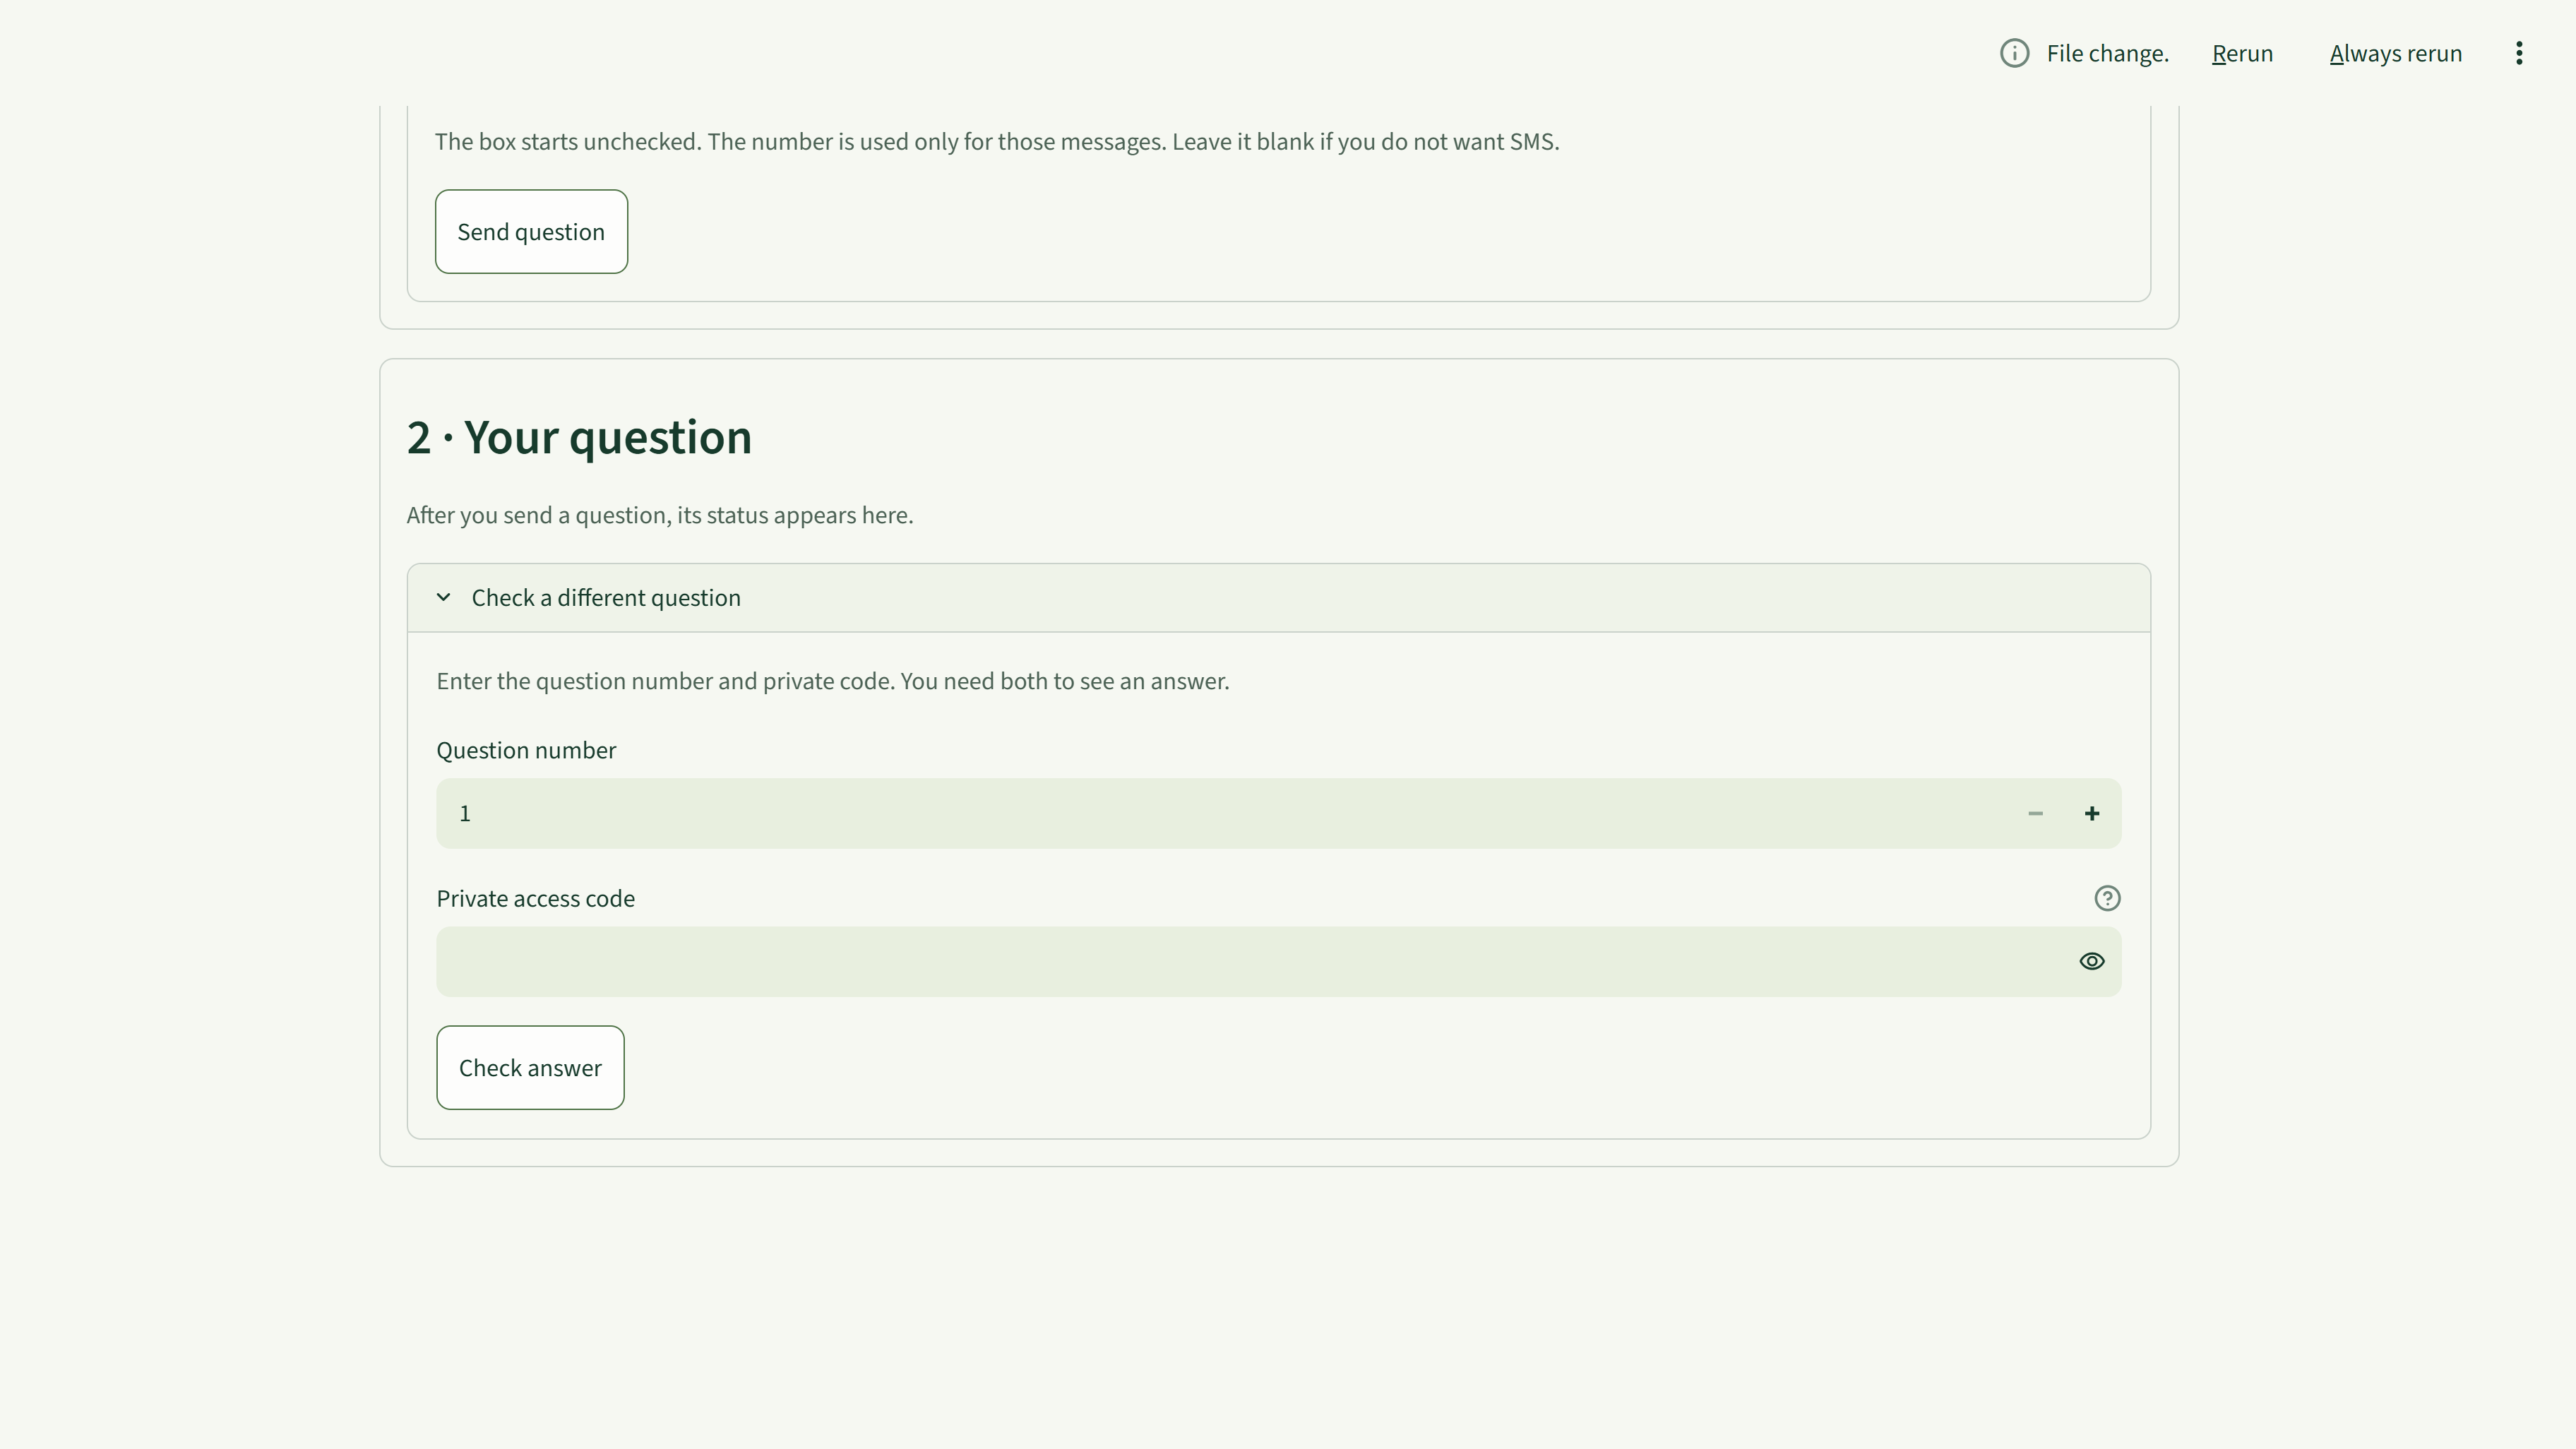 File change.
Rerun
Always rerun
The box starts unchecked. The number is used only for those messages. Leave it blank if you do not want SMS.
Send question
2 · Your question
After you send a question, its status appears here.
Check a different question
Enter the question number and private code. You need both to see an answer.
Question number
1
Private access code
Check answer